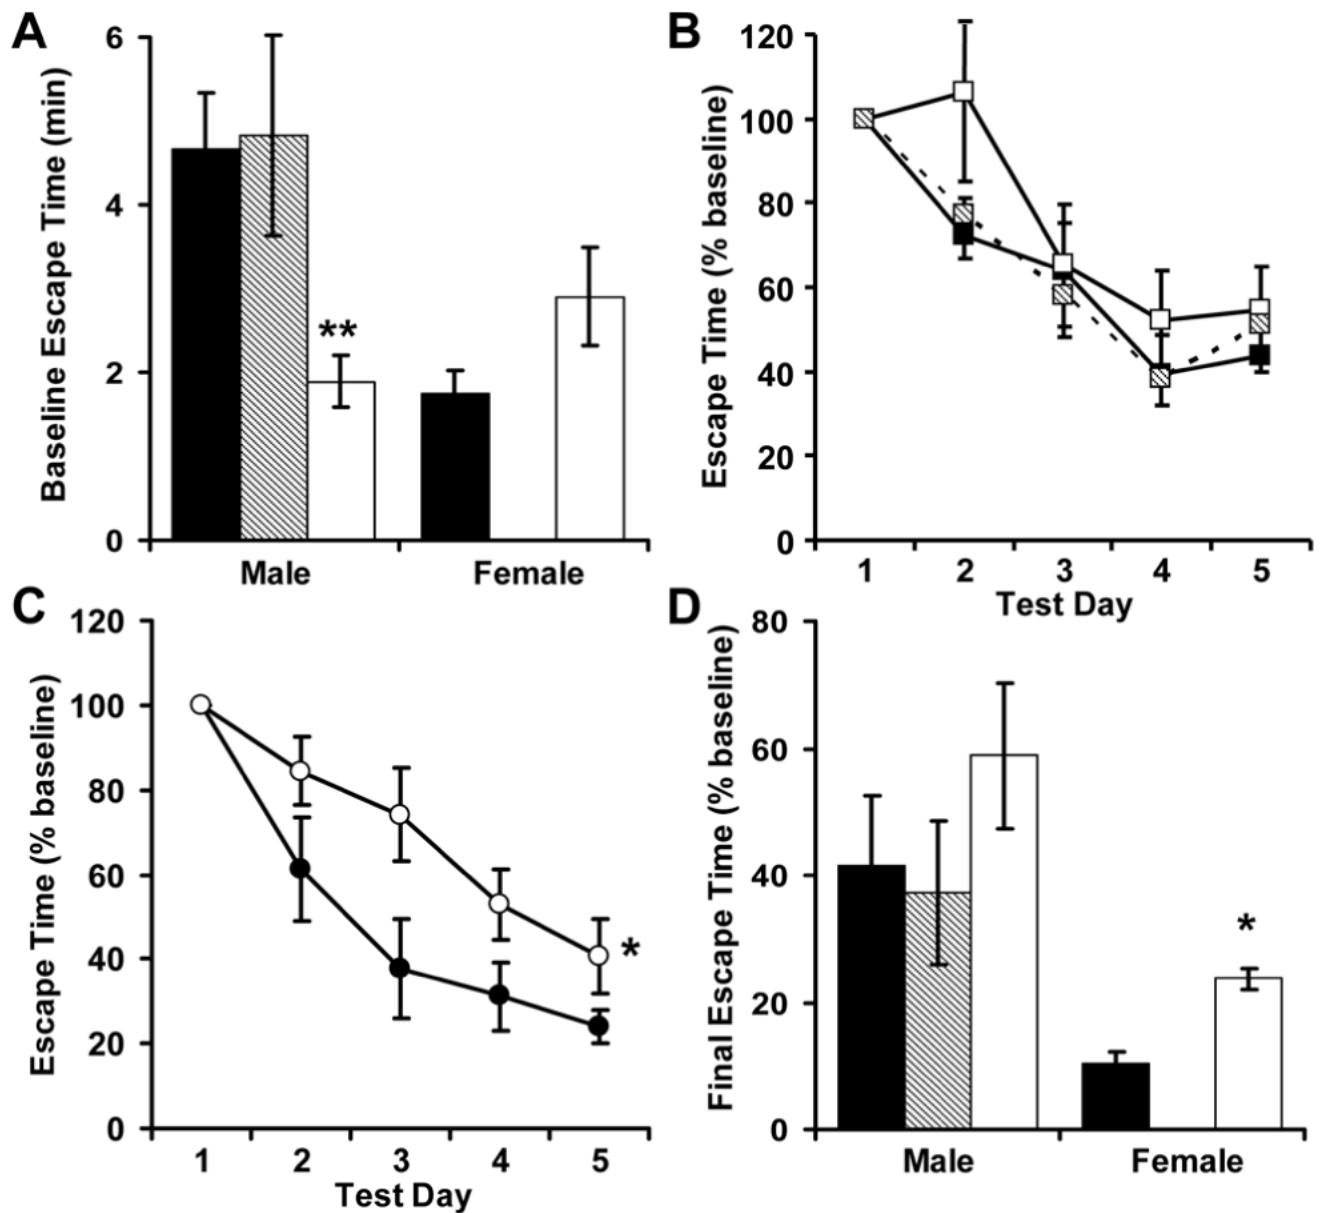 A
Baseline Escape Time (min)
6
4
2
0
**
Male
Female
B
Escape Time (% baseline)
120
100
80
60
40
20
0
1 2 3 4 5
Test Day
C
Escape Time (% baseline)
120
100
80
60
40
20
0
*
1 2 3 4 5
Test Day
D
Final Escape Time (% baseline)
80
60
40
20
0
*
Male
Female